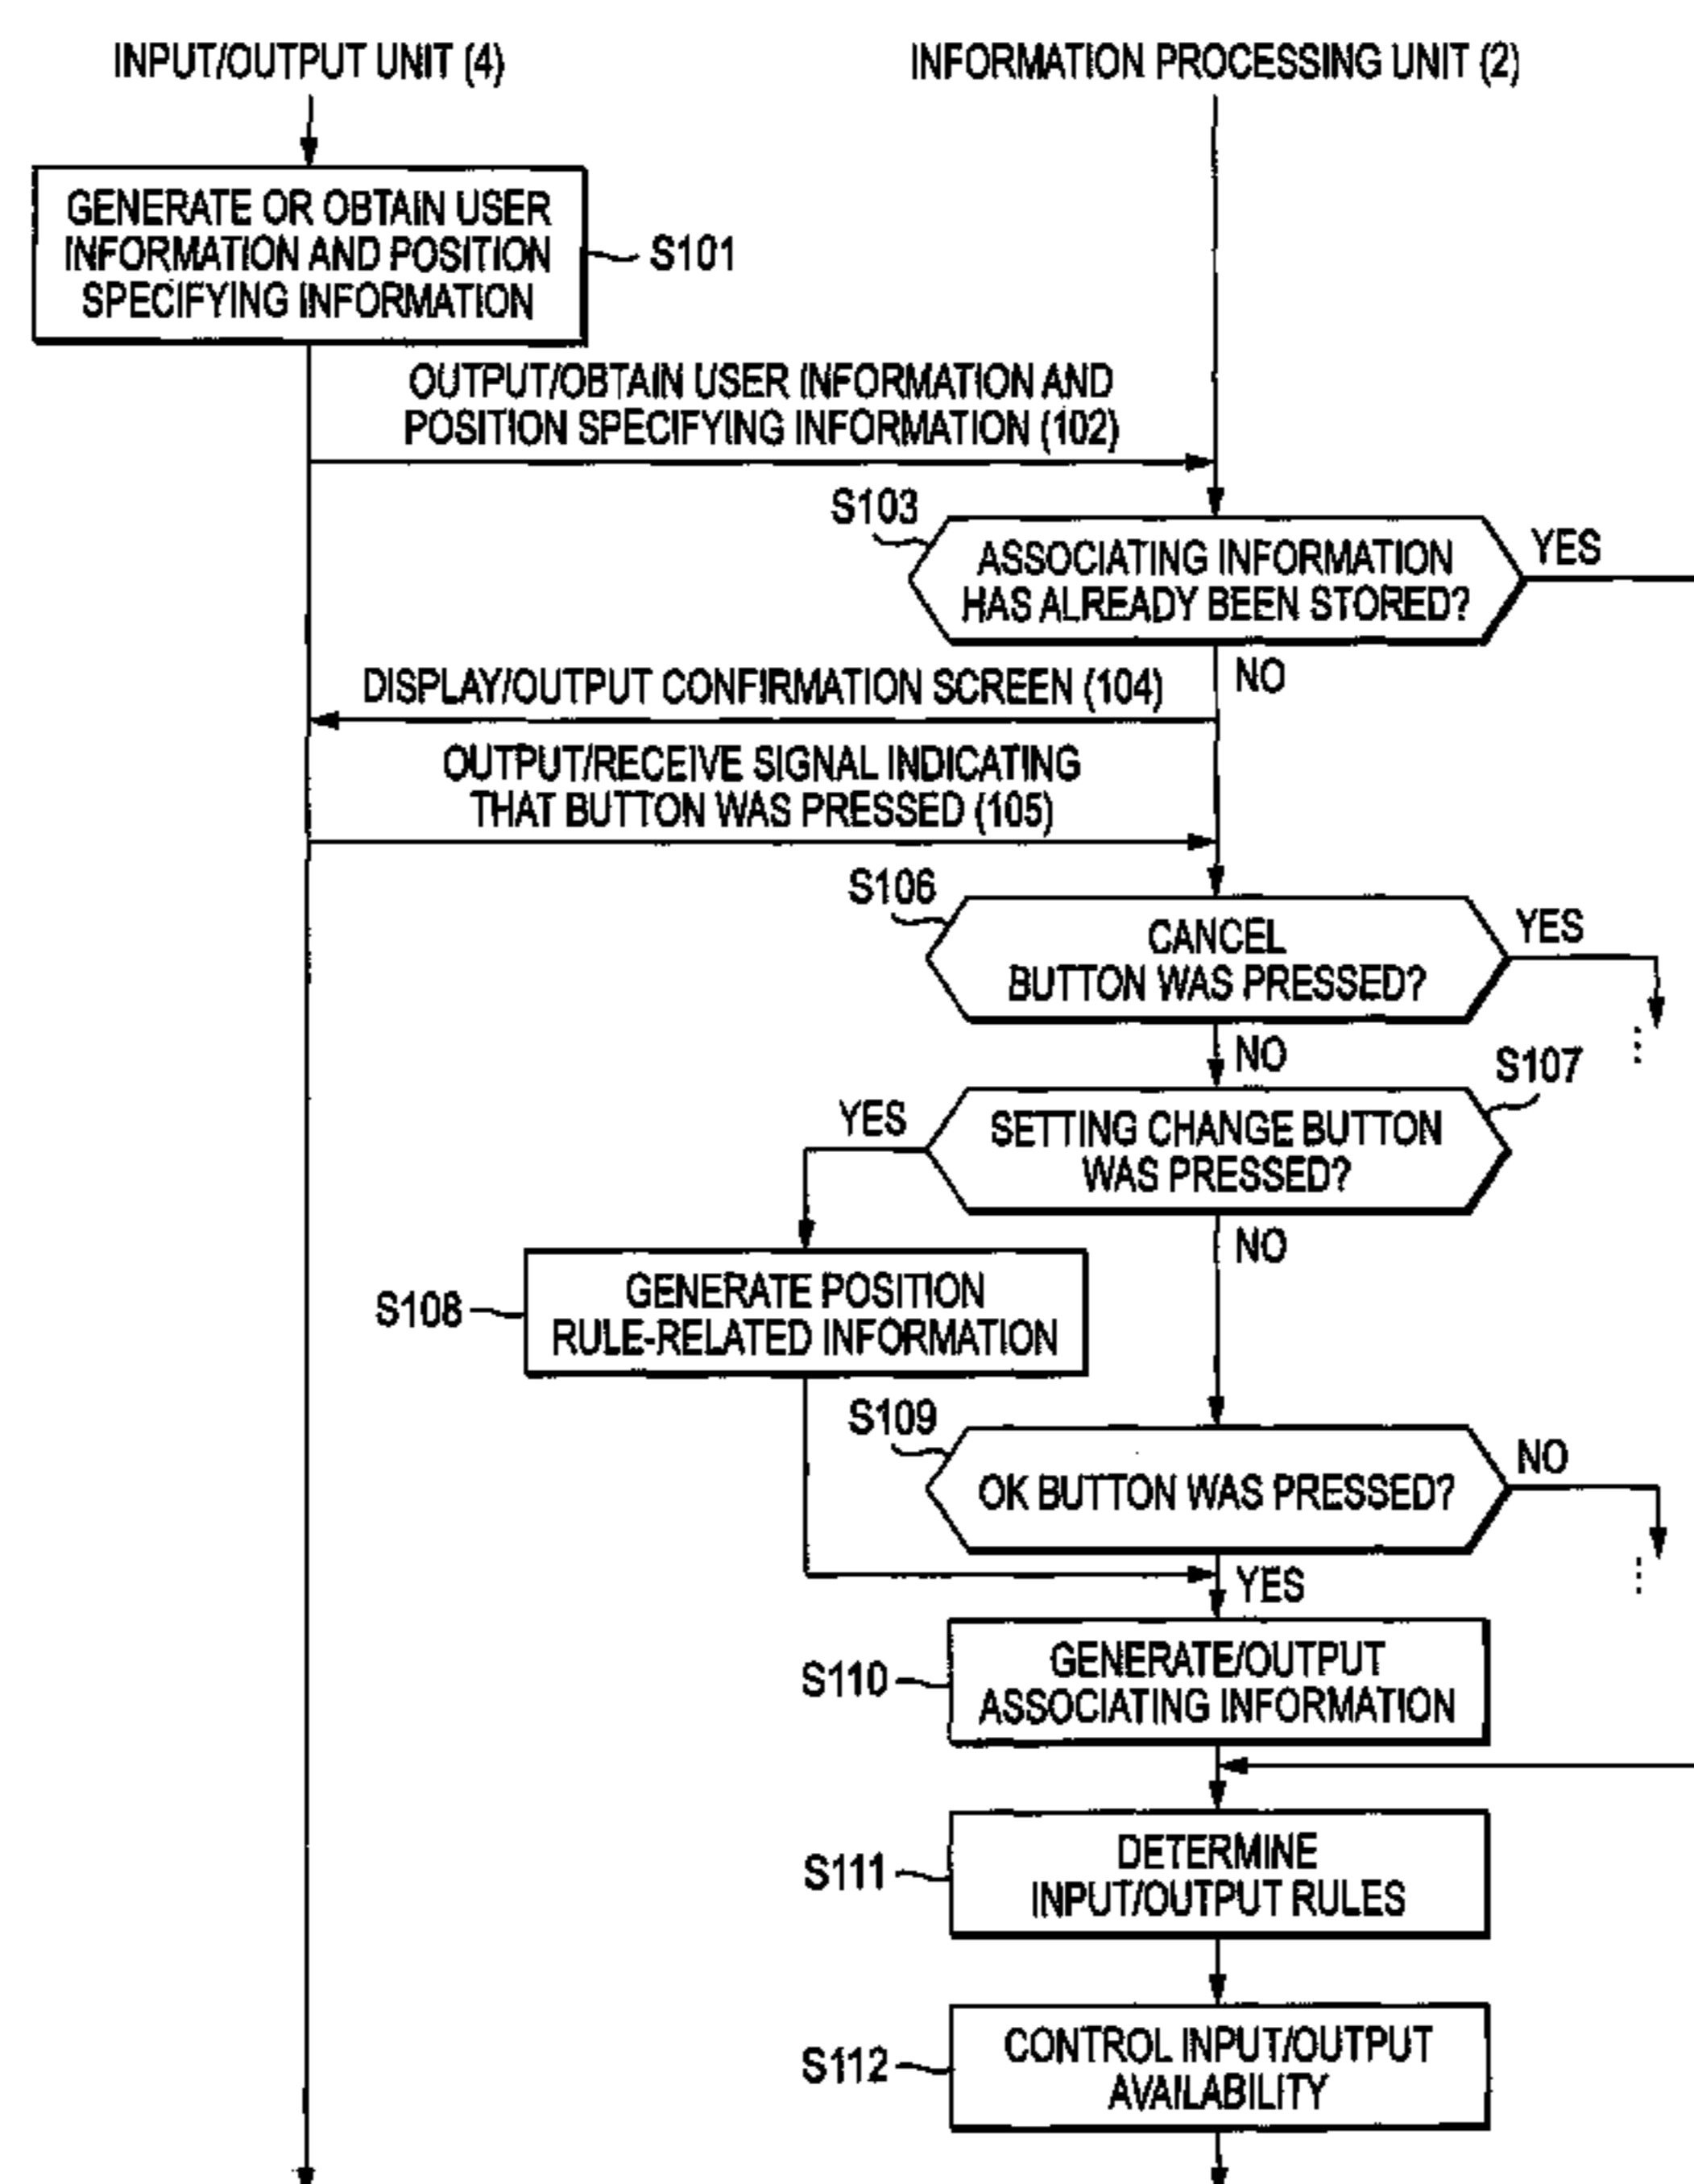 INPUT/OUTPUT UNIT (4)
INFORMATION PROCESSING UNIT (2)
GENERATE OR OBTAIN USER
INFORMATION AND POSITION
SPECIFYING INFORMATION
S101
OUTPUT/OBTAIN USER INFORMATION AND
POSITION SPECIFYING INFORMATION (102)
S103
ASSOCIATING INFORMATION
HAS ALREADY BEEN STORED?
YES
NO
DISPLAY/OUTPUT CONFIRMATION SCREEN (104)
OUTPUT/RECEIVE SIGNAL INDICATING
THAT BUTTON WAS PRESSED (105)
S106
CANCEL
BUTTON WAS PRESSED?
YES
NO
S107
YES
SETTING CHANGE BUTTON
WAS PRESSED?
NO
S108
GENERATE POSITION
RULE-RELATED INFORMATION
S109
OK BUTTON WAS PRESSED?
NO
YES
S110
GENERATE/OUTPUT
ASSOCIATING INFORMATION
S111
DETERMINE
INPUT/OUTPUT RULES
S112
CONTROL INPUT/OUTPUT
AVAILABILITY